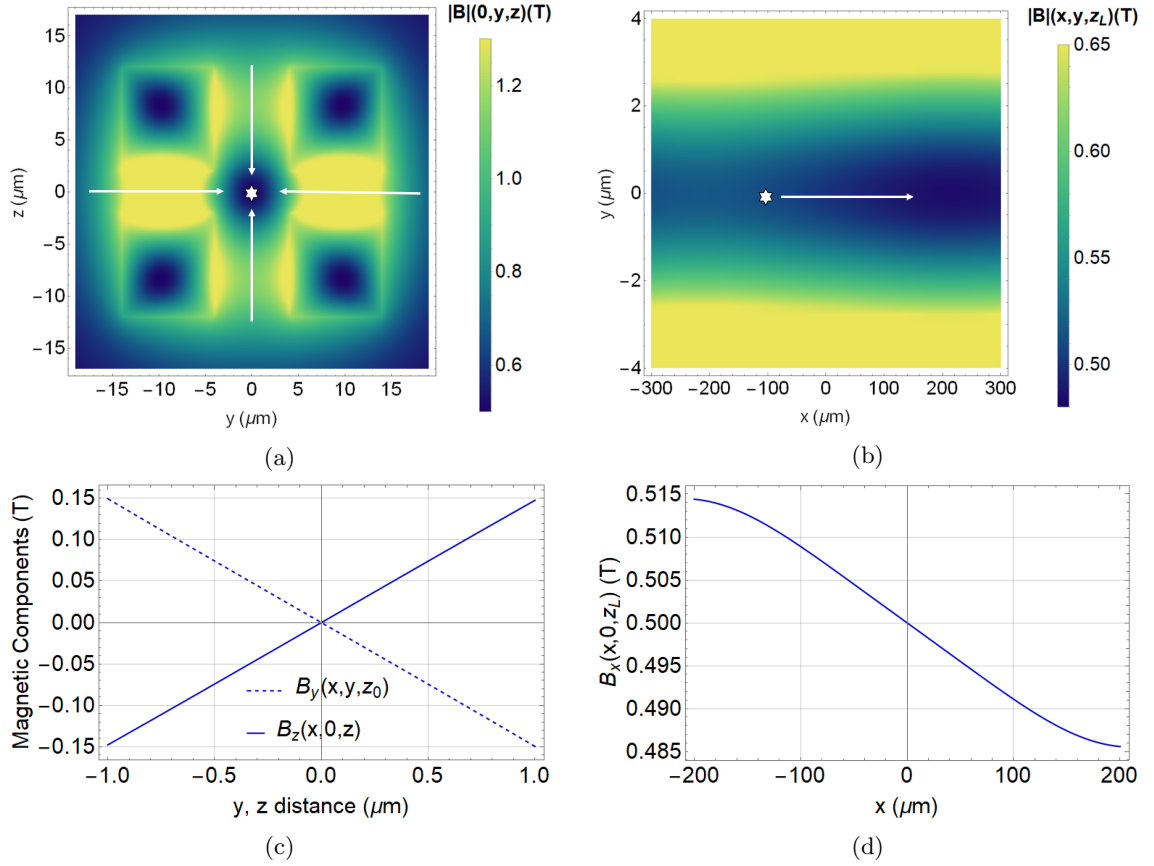 |B|(0,y,z)(T)
15
10
5
0
−5
−10
−15
z (μm)
−15 −10 −5 0 5 10 15
y (μm)
1.2
1.0
0.8
0.6
(a)
|B|(x,y,z_L)(T)
4
2
0
−2
−4
y (μm)
−300 −200 −100 0 100 200 300
x (μm)
0.65
0.60
0.55
0.50
(b)
0.15
0.10
0.05
0.00
−0.05
−0.10
−0.15
Magnetic Components (T)
B_y(x,y,z_0)
B_z(x,0,z)
−1.0 −0.5 0.0 0.5 1.0
y, z distance (μm)
(c)
0.515
0.510
0.505
0.500
0.495
0.490
0.485
B_x(x,0,z_L) (T)
−200 −100 0 100 200
x (μm)
(d)